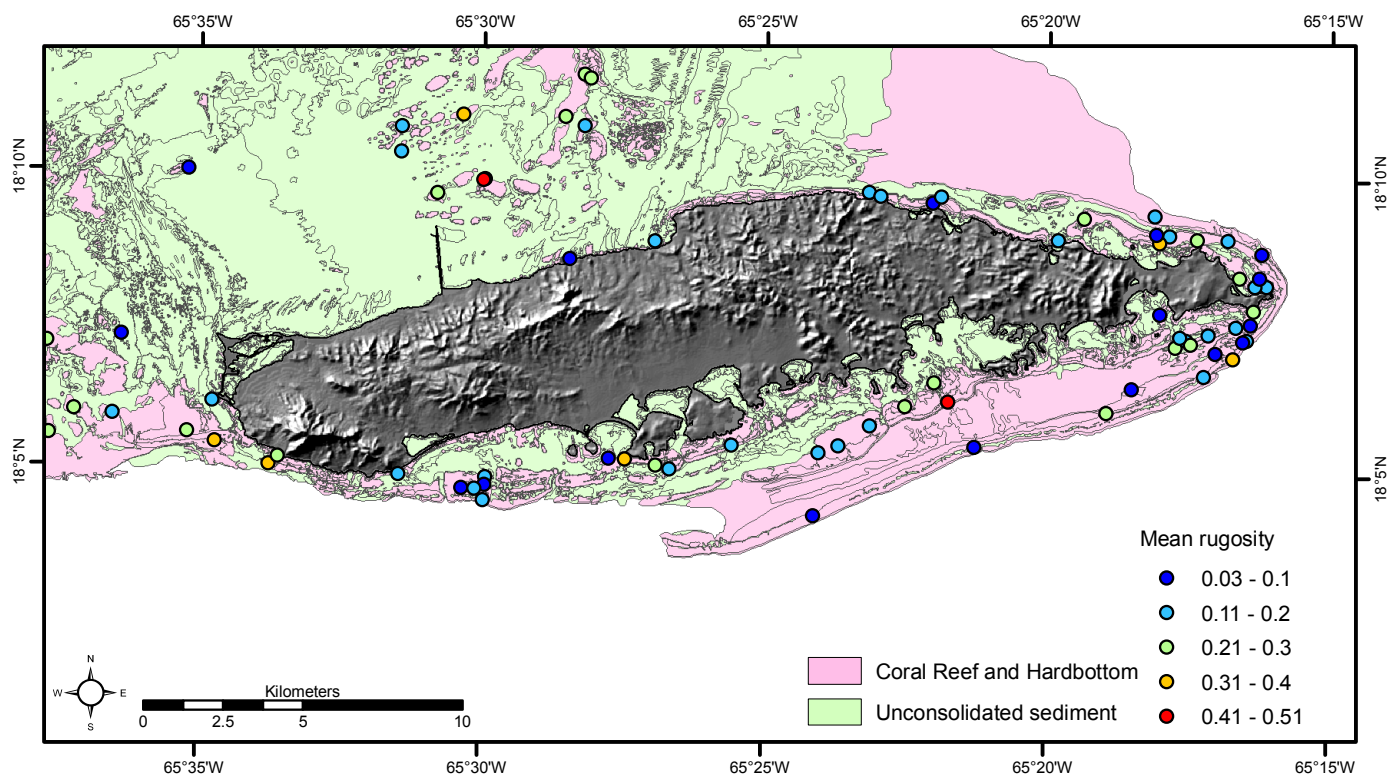 65°35'W 65°30'W 65°25'W 65°20'W 65°15'W
18°10'N 18°10'N
18°5'N 18°5'N
Mean rugosity
0.03 - 0.1
0.11 - 0.2
0.21 - 0.3
0.31 - 0.4
0.41 - 0.51
Coral Reef and Hardbottom
Unconsolidated sediment
N
W E
S
Kilometers
0 2.5 5 10
65°35'W 65°30'W 65°25'W 65°20'W 65°15'W